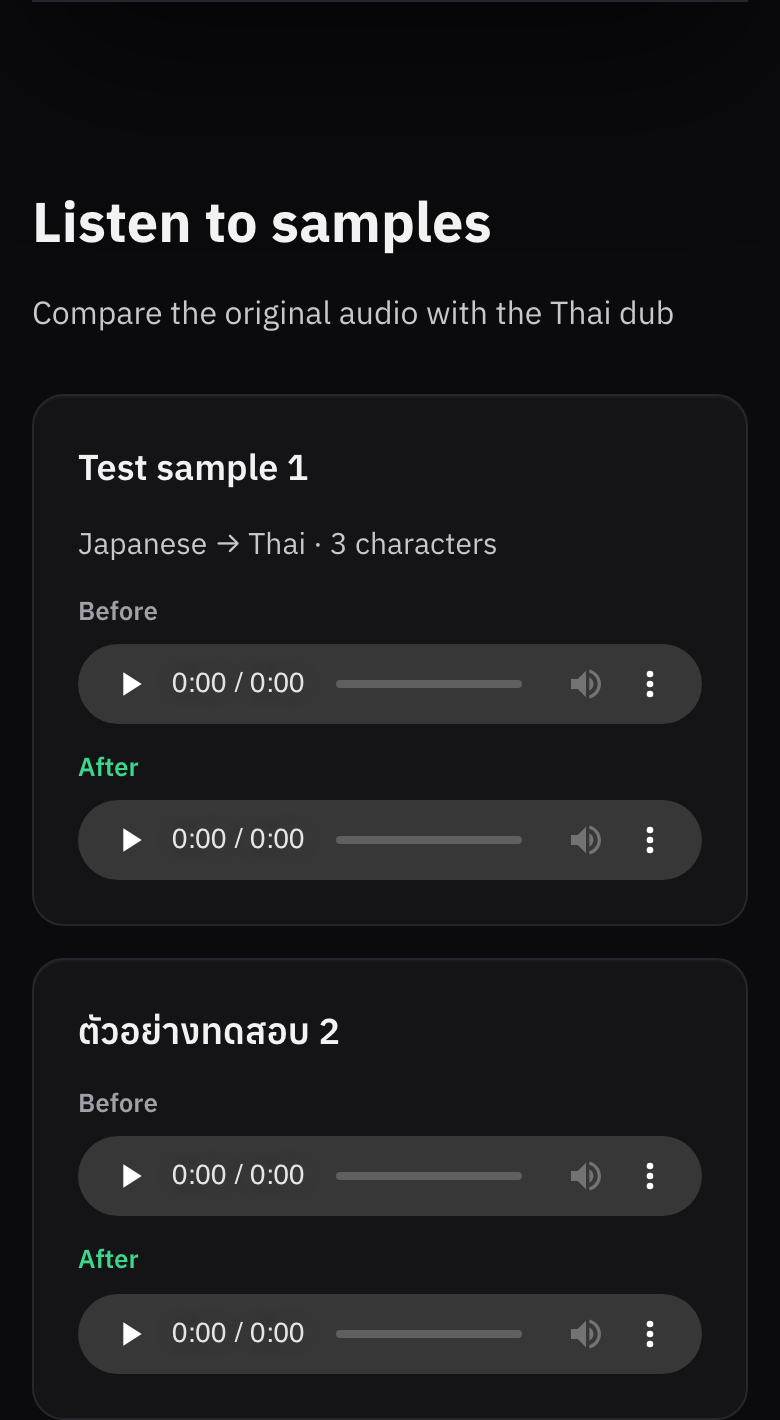 Listen to samples
Compare the original audio with the Thai dub
Test sample 1
Japanese → Thai · 3 characters
Before
0:00 / 0:00
After
0:00 / 0:00
ตัวอย่างทดสอบ 2
Before
0:00 / 0:00
After
0:00 / 0:00